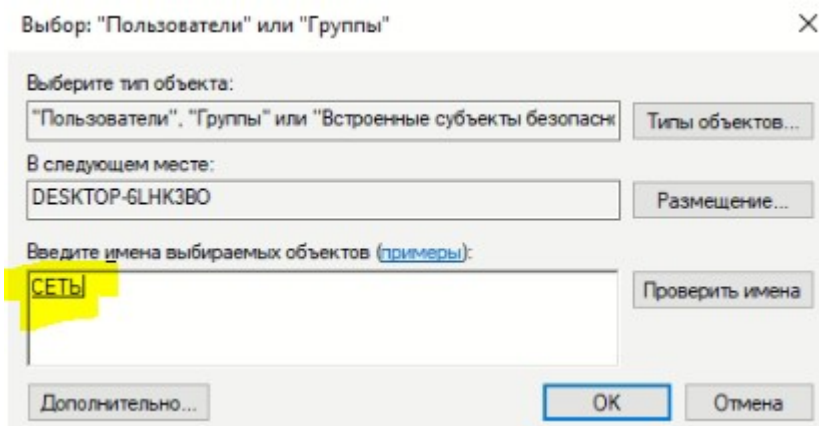 Выбор: "Пользователи" или "Группы"
Выберите тип объекта:
"Пользователи", "Группы" или "Встроенные субъекты безопасн
Типы объектов...
В следующем месте:
DESKTOP-6LHK3BO
Размещение...
Введите имена выбираемых объектов (примеры):
СЕТЬ
Проверить имена
Дополнительно...
ОК
Отмена